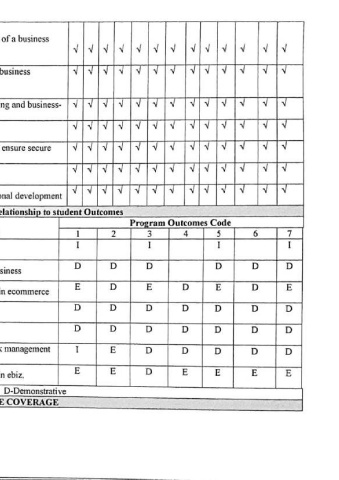 of a business
√ √ √ √ √ √ √ √ √ √ √ √ √
business √ √ √ √ √ √ √ √ √ √ √ √ √
ng and business- √ √ √ √ √ √ √ √ √ √ √ √ √
√ √ √ √ √ √ √ √ √ √ √ √ √
ensure secure √ √ √ √ √ √ √ √ √ √ √ √ √
√ √ √ √ √ √ √ √ √ √ √ √ √
onal development √ √ √ √ √ √ √ √ √ √ √ √ √
elationship to student Outcomes
Program Outcomes Code
1 2 3 4 5 6 7
I I I I
siness D D D D D D
in ecommerce E D E D E D E
D D D D D D D
D D D D D D D
k management I E D D D D D
n ebiz. E E D E E E E
D-Demonstrative
E COVERAGE